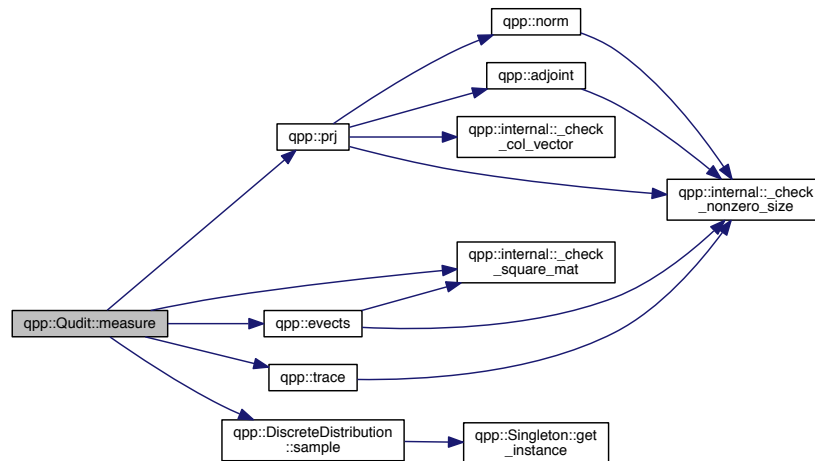 qpp::norm
qpp::adjoint
qpp::prj
qpp::internal::_check
_col_vector
qpp::internal::_check
_nonzero_size
qpp::internal::_check
_square_mat
qpp::Qudit::measure
qpp::evects
qpp::trace
qpp::DiscreteDistribution
::sample
qpp::Singleton::get
_instance